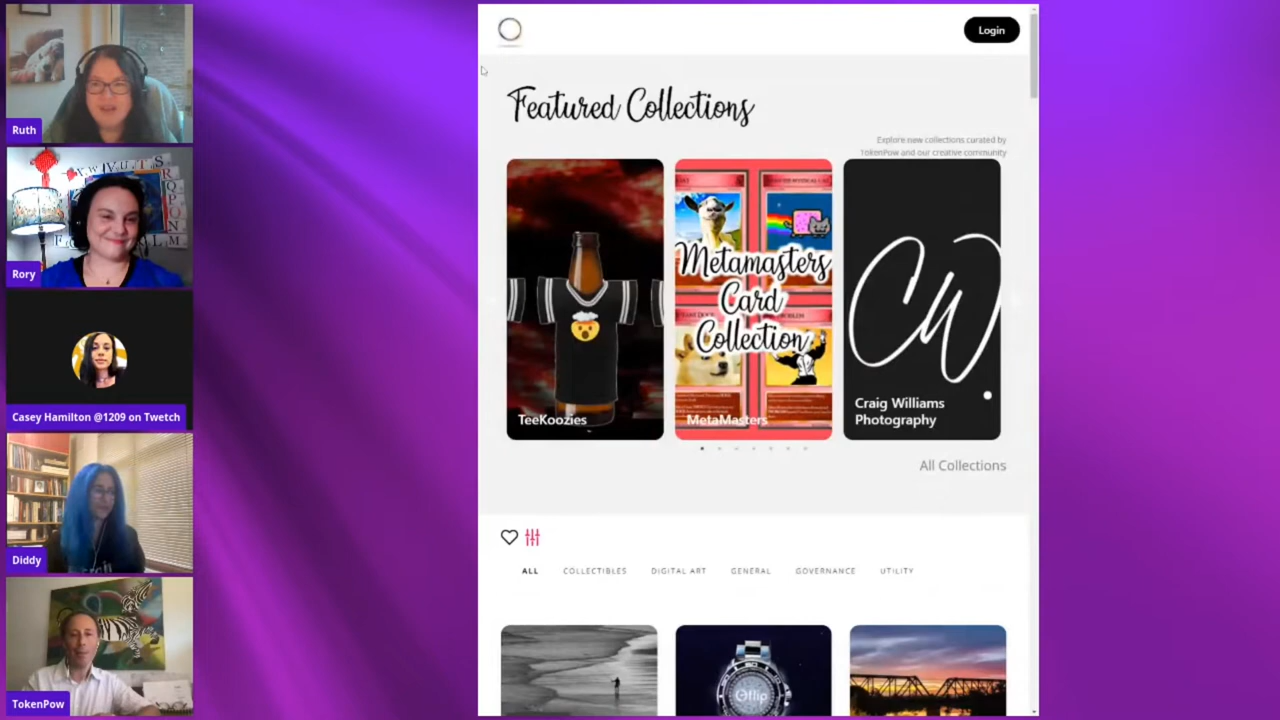 Ruth
Rory
Casey Hamilton @1209 on Twetch
Diddy
TokenPow
Login
Featured Collections
Explore new collections curated by
TokenPow and our creative community
TeeKoozies
Metamasters
Card
Collection
MetaMasters
CW
Craig Williams
Photography
All Collections
ALL
COLLECTIBLES
DIGITAL ART
GENERAL
GOVERNANCE
UTILITY